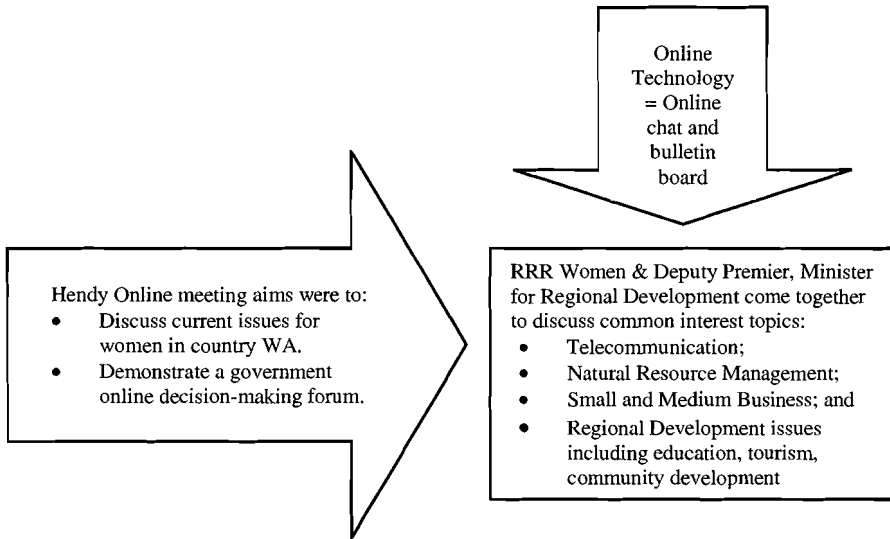 Online
Technology
= Online
chat and
bulletin
board
Hendy Online meeting aims were to:
• Discuss current issues for
women in country WA.
• Demonstrate a government
online decision-making forum.
RRR Women & Deputy Premier, Minister
for Regional Development come together
to discuss common interest topics:
• Telecommunication;
• Natural Resource Management;
• Small and Medium Business; and
• Regional Development issues
including education, tourism,
community development